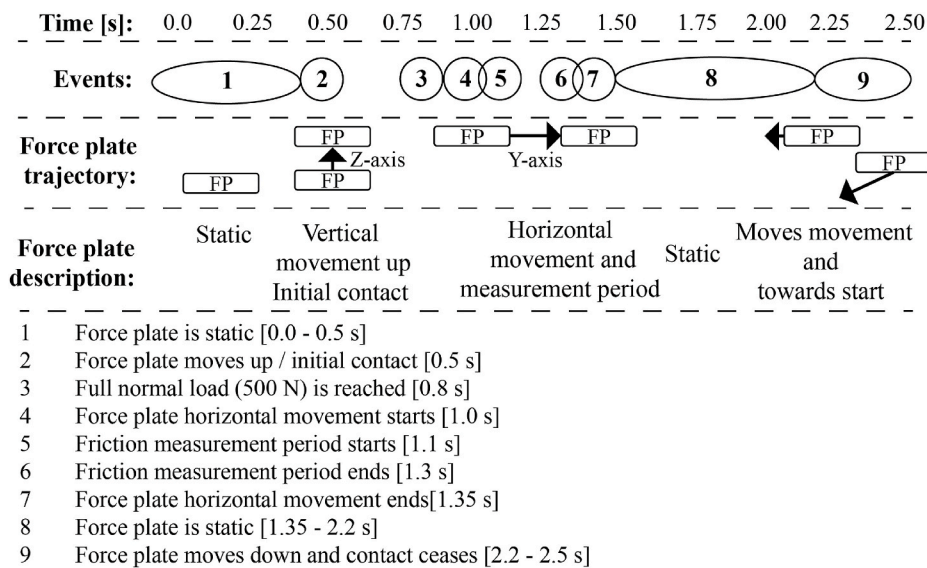 Time [s]: 0.0 0.50 0.75 1.00 1.25 1.50 1.75 2.00 2.25 2.50
Events: 1 2 3 4 5 6 7 8 9
Force plate trajectory:
FP
FP
Z-axis
FP
FP
Y-axis
FP
FP
FP
Force plate description:
Static
Vertical
movement up
Initial contact
Horizontal
movement and
measurement period
Static
Moves movement
and
towards start
1 Force plate is static [0.0 - 0.5 s]
2 Force plate moves up / initial contact [0.5 s]
3 Full normal load (500 N) is reached [0.8 s]
4 Force plate horizontal movement starts [1.0 s]
5 Friction measurement period starts [1.1 s]
6 Friction measurement period ends [1.3 s]
7 Force plate horizontal movement ends[1.35 s]
8 Force plate is static [1.35 - 2.2 s]
9 Force plate moves down and contact ceases [2.2 - 2.5 s]